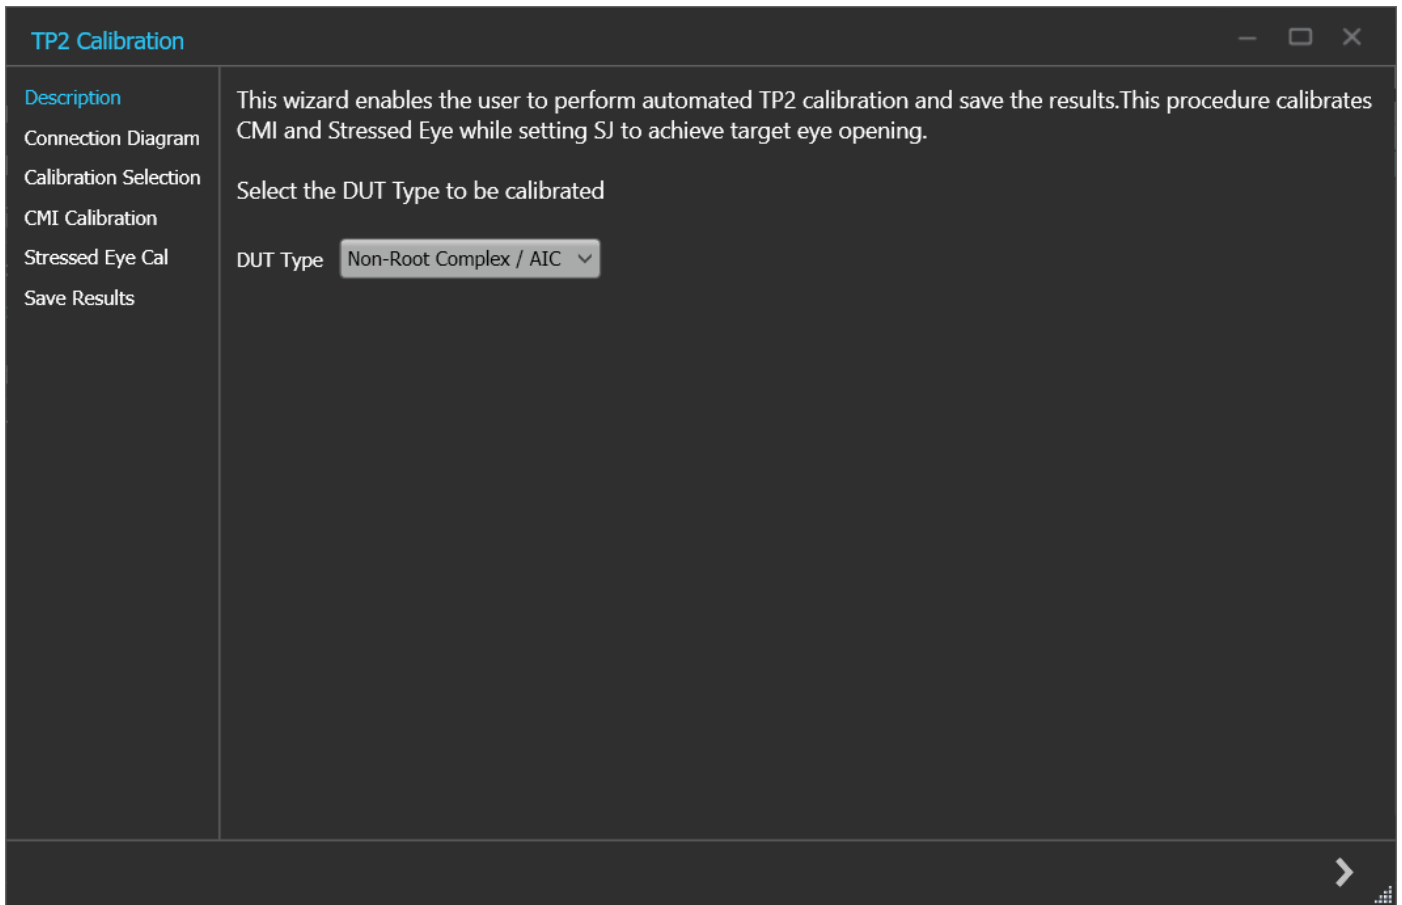 TP2 Calibration
Description
Connection Diagram
Calibration Selection
CMI Calibration
Stressed Eye Cal
Save Results
This wizard enables the user to perform automated TP2 calibration and save the results.This procedure calibrates
CMI and Stressed Eye while setting SJ to achieve target eye opening.
Select the DUT Type to be calibrated
DUT Type Non-Root Complex / AIC